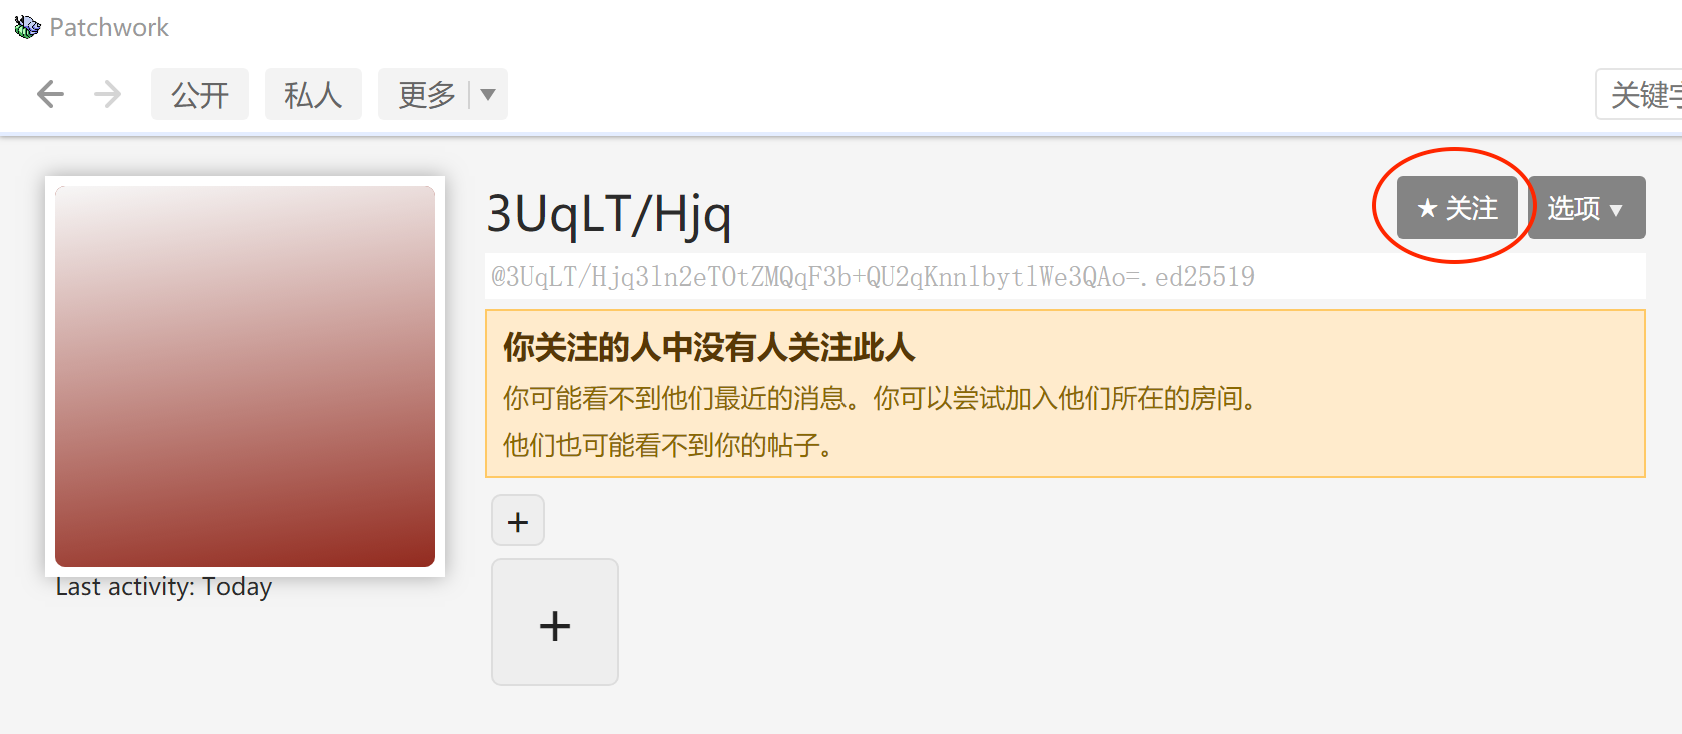 Patchwork
公开 私人 更多 ▼ 关键字
3UqLT/Hjq ★ 关注 选项 ▼
@3UqLT/Hjq3ln2eTOtZMQqF3b+QU2qKnnlbytlWe3QAo=.ed25519
你关注的人中没有人关注此人
你可能看不到他们最近的消息。你可以尝试加入他们所在的房间。
他们也可能看不到你的帖子。
+
+
Last activity: Today